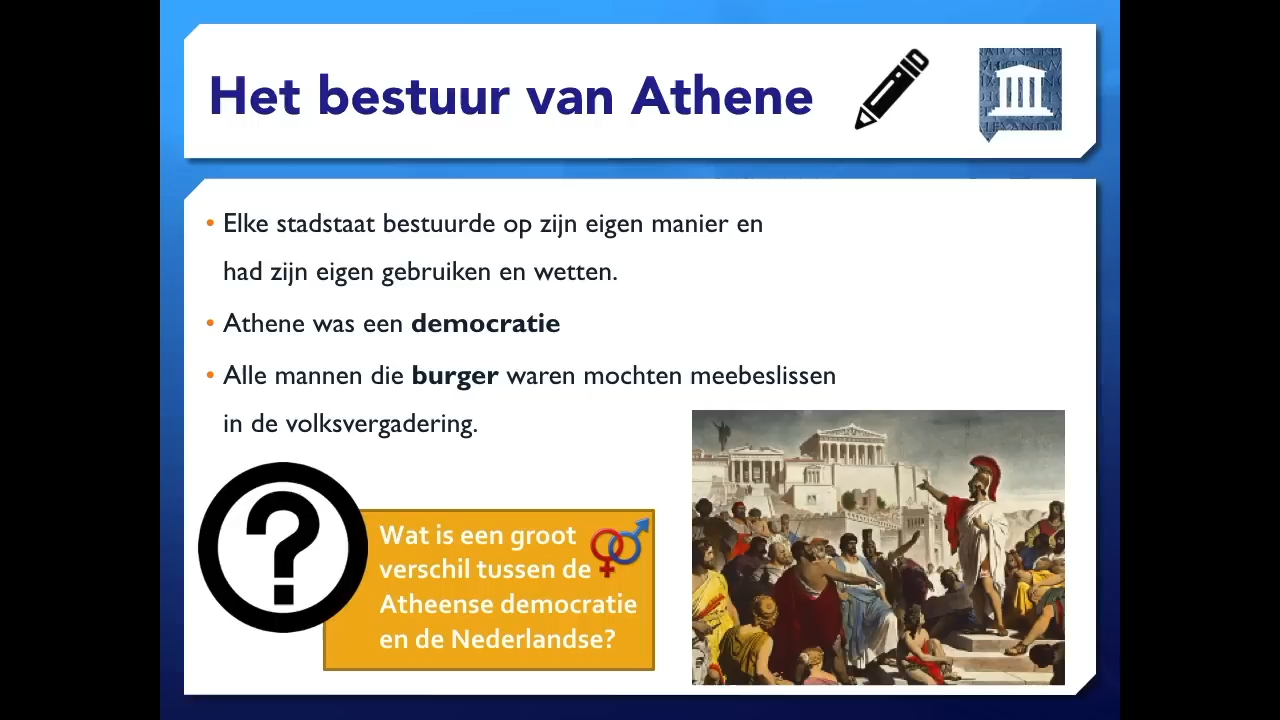 Het bestuur van Athene
• Elke stadstaat bestuurde op zijn eigen manier en
had zijn eigen gebruiken en wetten.
• Athene was een democratie
• Alle mannen die burger waren mochten meebeslissen
in de volksvergadering.
?
Wat is een groot
verschil tussen de
Atheense democratie
en de Nederlandse?